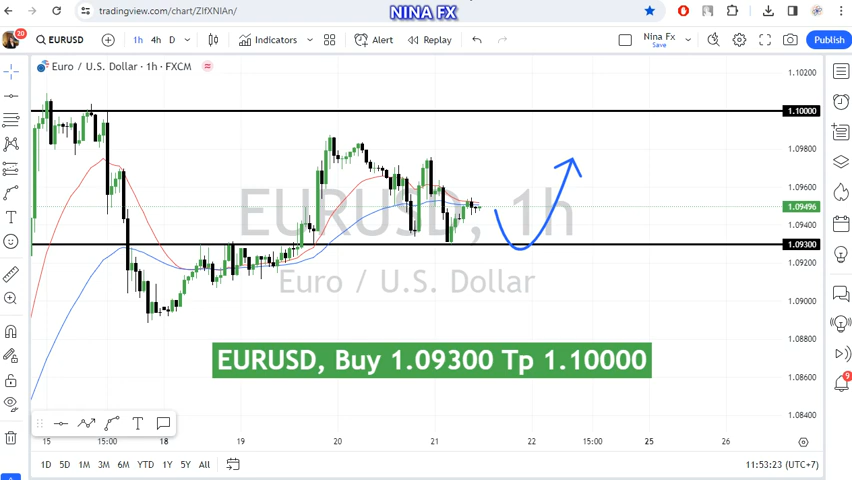 tradingview.com/chart/ZIfXNIAn/
NINA FX
20
EURUSD
1h 4h D
Indicators
Alert
Replay
Nina Fx
Save
Publish
Euro / U.S. Dollar · 1h · FXCM
EURUSD, 1h
Euro / U.S. Dollar
1.10200
1.10000
1.09800
1.09600
1.09496
1.09300
1.09200
1.09000
1.08800
1.08600
1.08400
EURUSD, Buy 1.09300 Tp 1.10000
9
15 15:00 18 19 20 21 22 15:00 25 26
1D 5D 1M 3M 6M YTD 1Y 5Y All
11:53:23 (UTC+7)